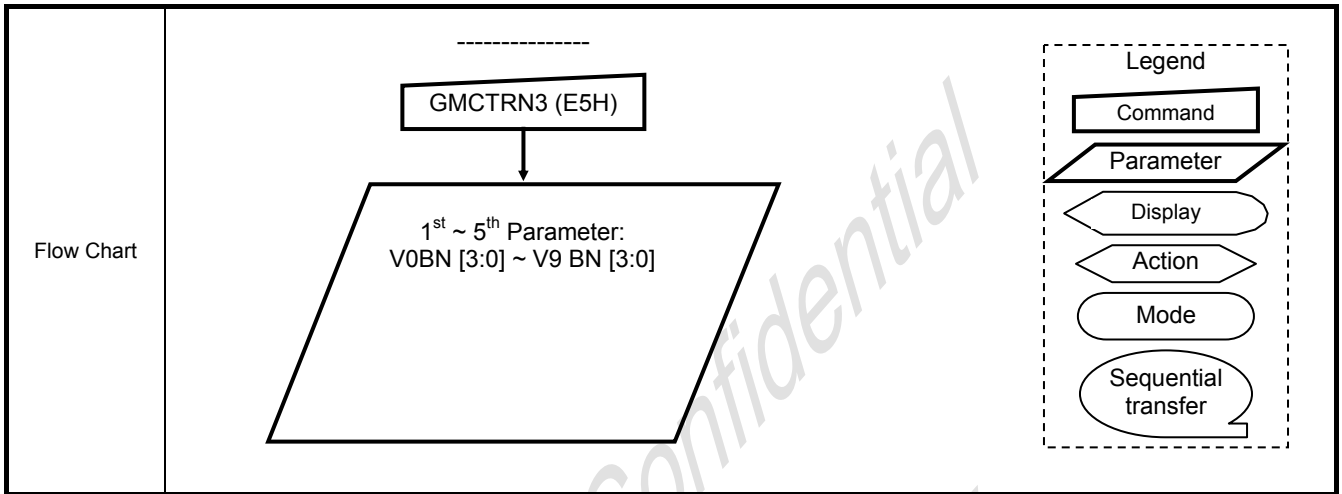 Flow Chart
---------------
GMCTRN3 (E5H)
1st ~ 5th Parameter:
V0BN [3:0] ~ V9 BN [3:0]
Legend
Command
Parameter
Display
Action
Mode
Sequential
transfer
Confidential